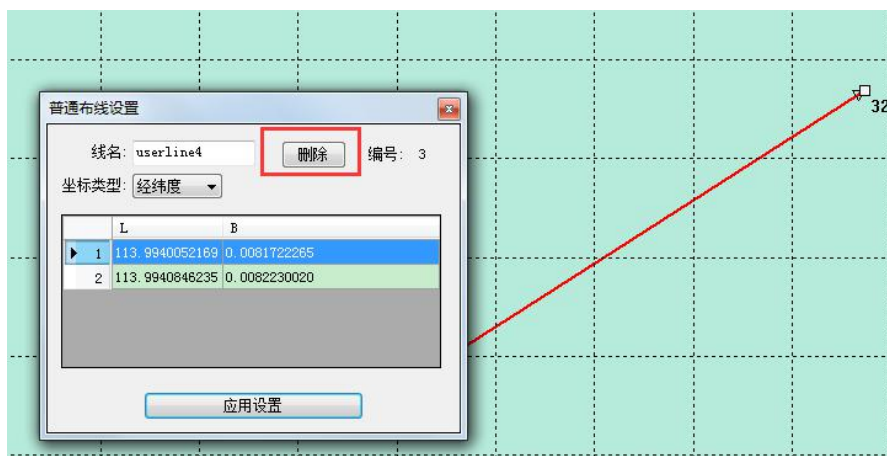 普通布线设置
线名: userline4 删除 编号: 3
坐标类型: 经纬度
L B
1 113.9940052169 0.0081722265
2 113.9940846235 0.0082230020
应用设置
32